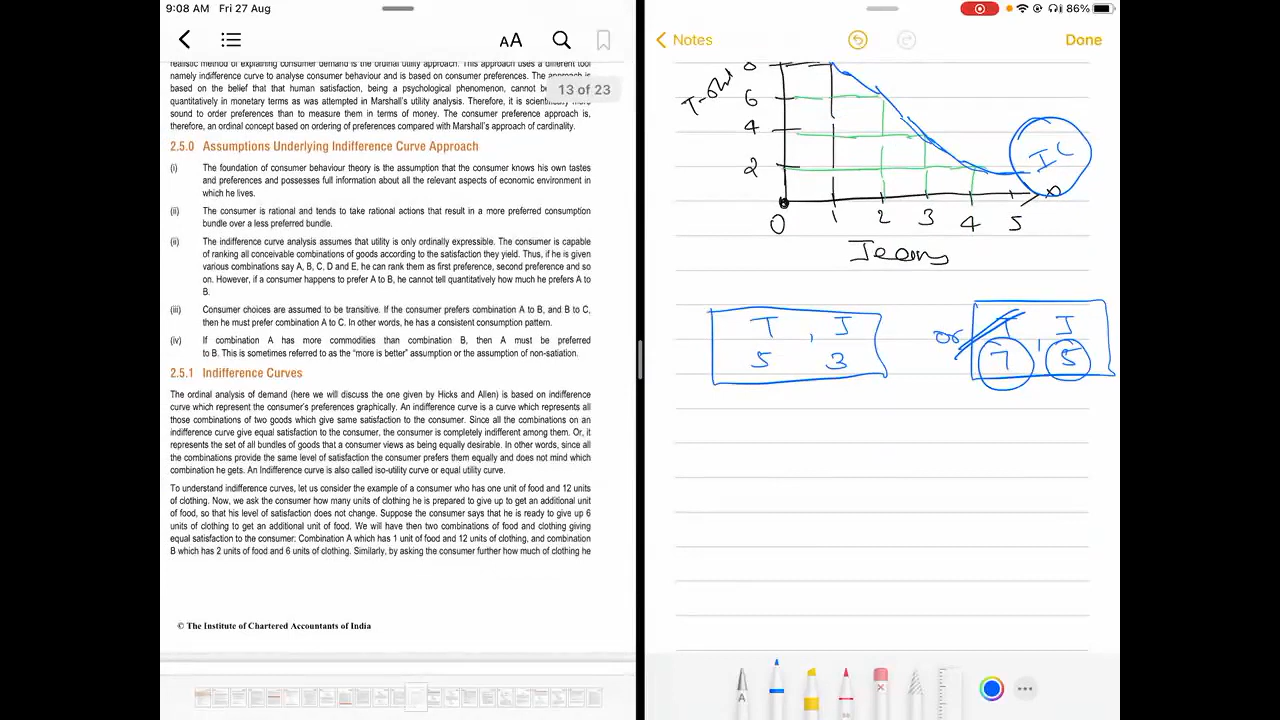 9:08 AM Fri 27 Aug
86%
AA
realistic method of explaining consumer demand is the ordinal utility approach. This approach uses a different tool
namely indifference curve to analyse consumer behaviour and is based on consumer preferences. The approach is
based on the belief that that human satisfaction, being a psychological phenomenon, cannot be
quantitatively in monetary terms as was attempted in Marshall's utility analysis. Therefore, it is scientifically more
sound to order preferences than to measure them in terms of money. The consumer preference approach is,
therefore, an ordinal concept based on ordering of preferences compared with Marshall's approach of cardinality.
13 of 23
2.5.0 Assumptions Underlying Indifference Curve Approach
(i) The foundation of consumer behaviour theory is the assumption that the consumer knows his own tastes
and preferences and possesses full information about all the relevant aspects of economic environment in
which he lives.
(ii) The consumer is rational and tends to take rational actions that result in a more preferred consumption
bundle over a less preferred bundle.
(ii) The indifference curve analysis assumes that utility is only ordinally expressible. The consumer is capable
of ranking all conceivable combinations of goods according to the satisfaction they yield. Thus, if he is given
various combinations say A, B, C, D and E, he can rank them as first preference, second preference and so
on. However, if a consumer happens to prefer A to B, he cannot tell quantitatively how much he prefers A to
B.
(iii) Consumer choices are assumed to be transitive. If the consumer prefers combination A to B, and B to C,
then he must prefer combination A to C. In other words, he has a consistent consumption pattern.
(iv) If combination A has more commodities than combination B, then A must be preferred
to B. This is sometimes referred to as the “more is better” assumption or the assumption of non-satiation.
2.5.1 Indifference Curves
The ordinal analysis of demand (here we will discuss the one given by Hicks and Allen) is based on indifference
curve which represent the consumer's preferences graphically. An indifference curve is a curve which represents all
those combinations of two goods which give same satisfaction to the consumer. Since all the combinations on an
indifference curve give equal satisfaction to the consumer, the consumer is completely indifferent among them. Or, it
represents the set of all bundles of goods that a consumer views as being equally desirable. In other words, since all
the combinations provide the same level of satisfaction the consumer prefers them equally and does not mind which
combination he gets. An Indifference curve is also called iso-utility curve or equal utility curve.
To understand indifference curves, let us consider the example of a consumer who has one unit of food and 12 units
of clothing. Now, we ask the consumer how many units of clothing he is prepared to give up to get an additional unit
of food, so that his level of satisfaction does not change. Suppose the consumer says that he is ready to give up 6
units of clothing to get an additional unit of food. We will have then two combinations of food and clothing giving
equal satisfaction to the consumer: Combination A which has 1 unit of food and 12 units of clothing, and combination
B which has 2 units of food and 6 units of clothing. Similarly, by asking the consumer further how much of clothing he
© The Institute of Chartered Accountants of India
Notes
Done
6
4
2
IC
0 1 2 3 4 5
Jeans
T , J
5 3
or
T , J
7 5
A